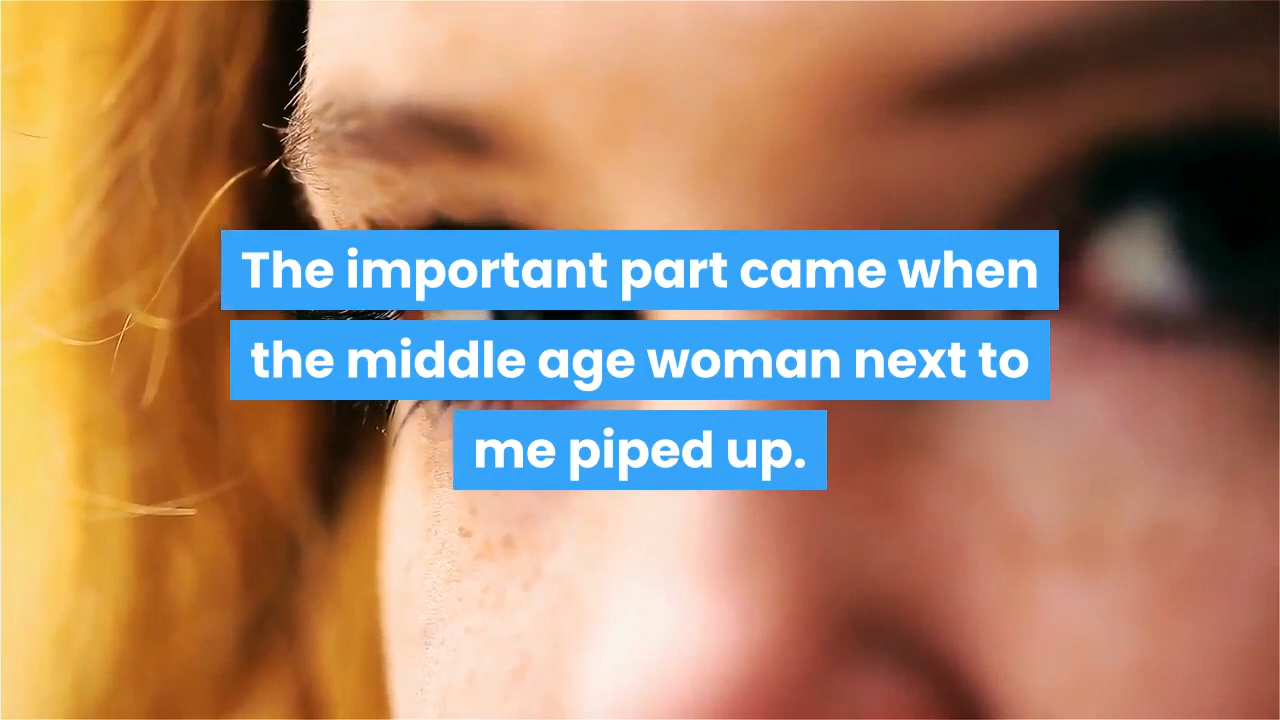 The important part came when
the middle age woman next to
me piped up.